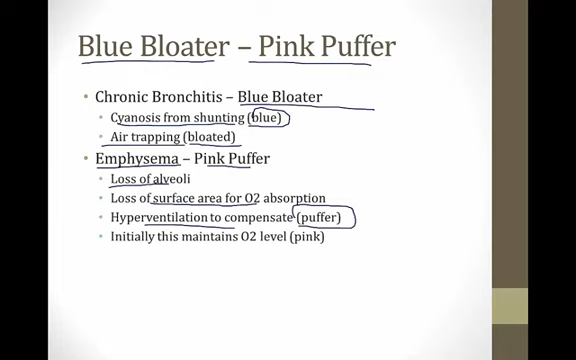 Blue Bloater – Pink Puffer
• Chronic Bronchitis – Blue Bloater
• Cyanosis from shunting (blue)
• Air trapping (bloated)
• Emphysema – Pink Puffer
• Loss of alveoli
• Loss of surface area for O2 absorption
• Hyperventilation to compensate (puffer)
• Initially this maintains O2 level (pink)